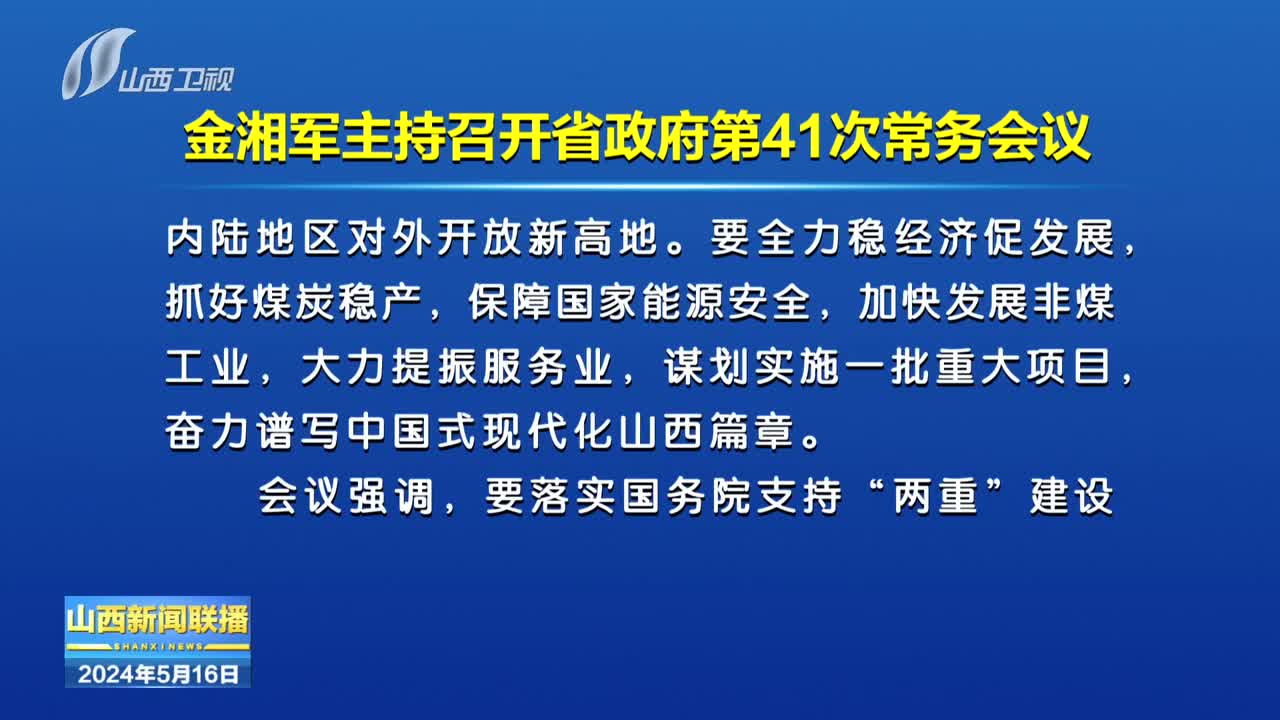 山西卫视
金湘军主持召开省政府第41次常务会议
内陆地区对外开放新高地。要全力稳经济促发展，
抓好煤炭稳产，保障国家能源安全，加快发展非煤
工业，大力提振服务业，谋划实施一批重大项目，
奋力谱写中国式现代化山西篇章。
会议强调，要落实国务院支持“两重”建设
山西新闻联播
SHANXI NEWS
2024年5月16日